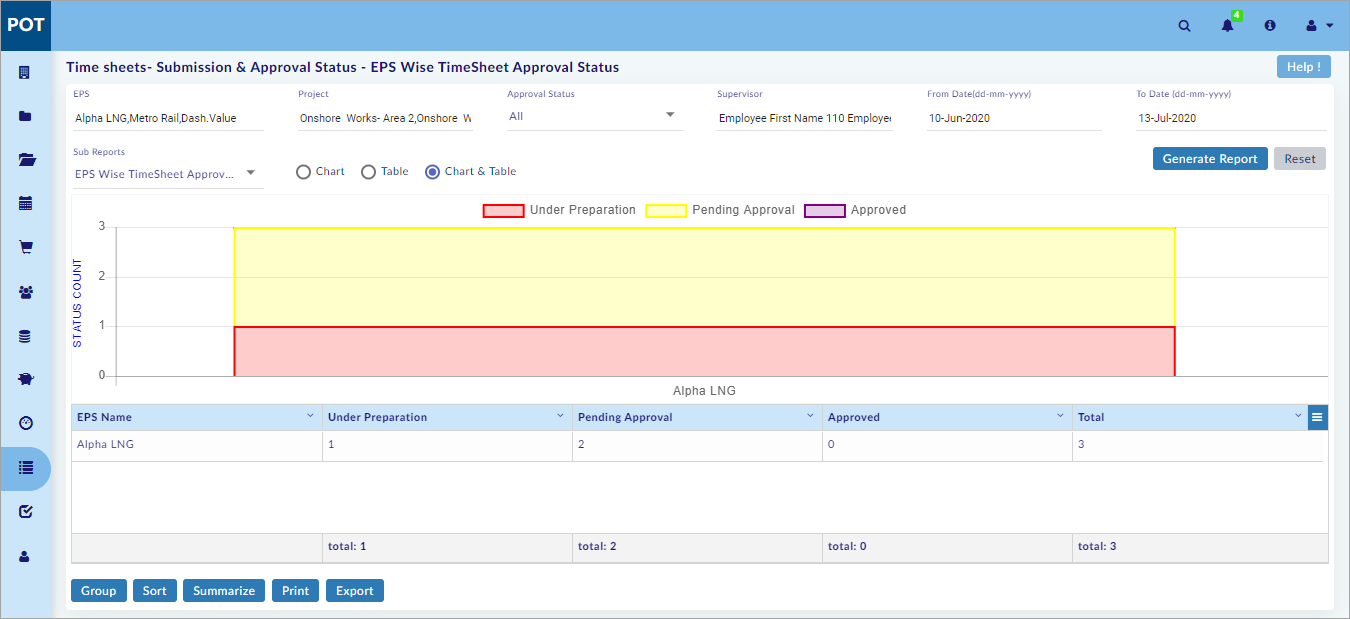 POT
4
Time sheets- Submission & Approval Status - EPS Wise TimeSheet Approval Status
Help !
EPS Project Approval Status Supervisor From Date(dd-mm-yyyy) To Date (dd-mm-yyyy)
Alpha LNG,Metro Rail,Dash.Value Onshore Works- Area 2,Onshore W All Employee First Name 110 Employee 10-Jun-2020 13-Jul-2020
Sub Reports
EPS Wise TimeSheet Approv... Chart Table Chart & Table Generate Report Reset
Under Preparation Pending Approval Approved
3
2
1
0
STATUS COUNT
Alpha LNG
EPS Name Under Preparation Pending Approval Approved Total
Alpha LNG 1 2 0 3
total: 1 total: 2 total: 0 total: 3
Group Sort Summarize Print Export